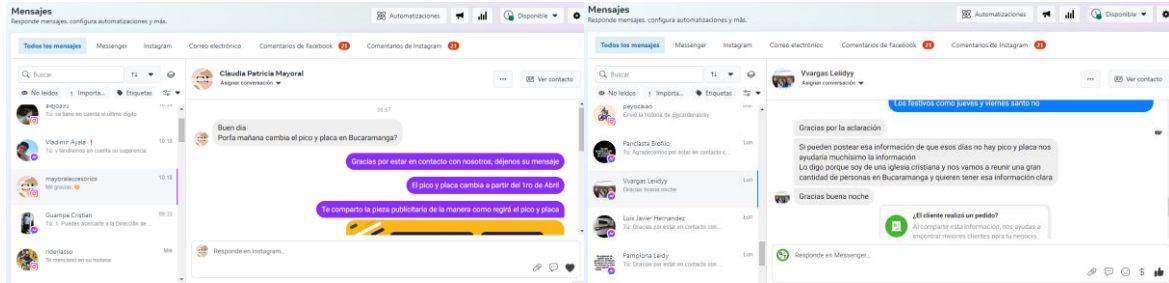 Mensajes
Responde mensajes, configura automatizaciones y más.
Automatizaciones
Disponible
Todos los mensajes
Messenger
Instagram
Correo electrónico
Comentarios de Facebook 21
Comentarios de Instagram 21
Buscar
No leídos
Importa...
Etiquetas
Tú: se tiene en cuenta el último dígito
Vladimir Ayala
10:18
Tú: y tendremos en cuenta su sugerencia
mayoralaccesorios
10:18
Mil gracias
Guampe Cristian
09:33
Tú: 1. Puedes acercarte a la Dirección de...
riderlasso
Mié
Te mencionó en su historia
Claudia Patricia Mayoral
Asignar conversación
Ver contacto
08:57
Buen día
Porfa mañana cambia el pico y placa en Bucaramanga?
Gracias por estar en contacto con nosotros, déjenos su mensaje
El pico y placa cambia a partir del 1ro de Abril
Te comparto la pieza publicitaria de la manera como regirá el pico y placa
Responde en Instagram...
Mensajes
Responde mensajes, configura automatizaciones y más.
Automatizaciones
Disponible
Todos los mensajes
Messenger
Instagram
Correo electrónico
Comentarios de Facebook 21
Comentarios de Instagram 21
Buscar
No leídos
Importa...
Etiquetas
Envió la historia de @jcardenasrey
Panclasta Biofilo
Lun
Tú: Agradecemos por estar en contacto c...
Vvargas Leiidyy
Lun
Gracias buena noche
Luis Javier Hernandez
Lun
Tú: Gracias por estar en contacto con...
Pamplona Leidy
Lun
Tú: Gracias por estar en contacto con...
Vvargas Leiidyy
Asignar conversación
Ver contacto
Los festivos como jueves y viernes santo no
Gracias por la aclaración
Si pueden postear esa información de que esos días no hay pico y placa nos
ayudaría muchísimo la información
Lo digo porque soy de una iglesia cristiana y nos vamos a reunir una gran
cantidad de personas en Bucaramanga y quieren tener esa información clara
Gracias buena noche
¿El cliente realizó un pedido?
Al compartir esta información, nos ayudas a
encontrar mejores clientes para tu negocio.
Responde en Messenger...